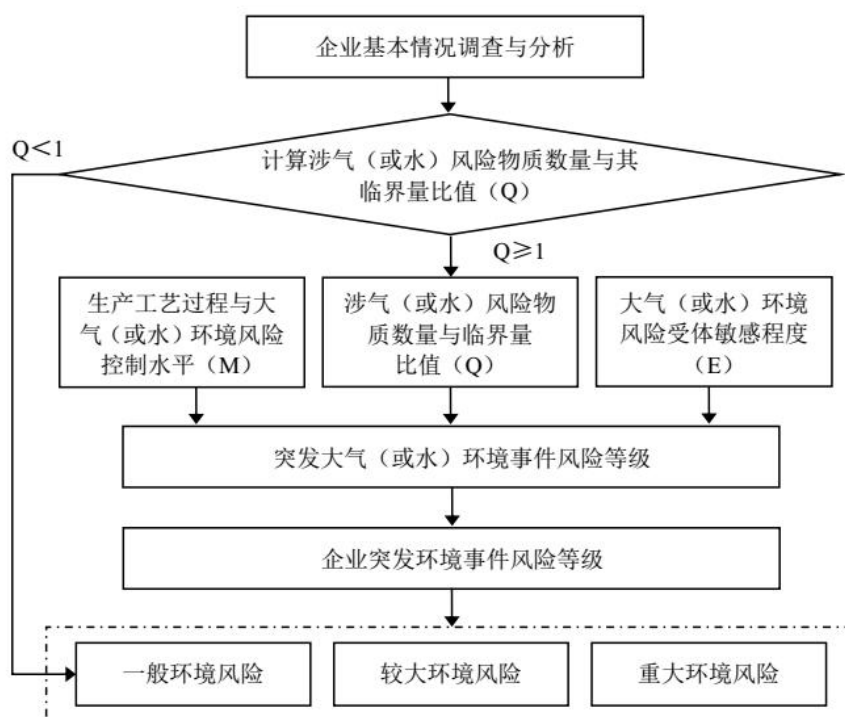 企业基本情况调查与分析
Q＜1
计算涉气（或水）风险物质数量与其
临界量比值（Q）
Q≥1
生产工艺过程与大
气（或水）环境风险
控制水平（M）
涉气（或水）风险物
质数量与临界量
比值（Q）
大气（或水）环境
风险受体敏感程度
（E）
突发大气（或水）环境事件风险等级
企业突发环境事件风险等级
一般环境风险
较大环境风险
重大环境风险